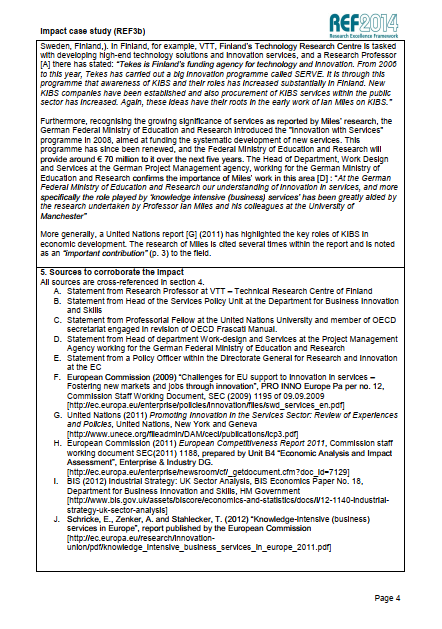 Impact case study (REF3b)
REF2014
Research Excellence Framework
Sweden, Finland,). In Finland, for example, VTT, Finland's Technology Research Centre is tasked
with developing high-end technology solutions and innovation services, and a Research Professor
[A] there has stated: "Tekes is Finland's funding agency for technology and innovation. From 2006
to this year, Tekes has carried out a big innovation programme called SERVE. It is through this
programme that awareness of KIBS and their roles has increased substantially in Finland. New
KIBS companies have been established and also procurement of KIBS services within the public
sector has increased. Again, these ideas have their roots in the early work of Ian Miles on KIBS."
Furthermore, recognising the growing significance of services as reported by Miles' research, the
German Federal Ministry of Education and Research introduced the "Innovation with Services"
programme in 2008, aimed at funding the systematic development of new services. This
programme has since been renewed, and the Federal Ministry of Education and Research will
provide around € 70 million to it over the next five years. The Head of Department, Work Design
and Services at the German Project Management agency, working for the German Ministry of
Education and Research confirms the importance of Miles' work in this area [D] : "At the German
Federal Ministry of Education and Research our understanding of innovation in services, and more
specifically the role played by 'knowledge intensive (business) services' has been greatly aided by
the research undertaken by Professor Ian Miles and his colleagues at the University of
Manchester"
More generally, a United Nations report [G] (2011) has highlighted the key roles of KIBS in
economic development. The research of Miles is cited several times within the report and is noted
as an "important contribution" (p. 3) to the field.
5. Sources to corroborate the impact
All sources are cross-referenced in section 4.
A. Statement from Research Professor at VTT – Technical Research Centre of Finland
B. Statement from Head of the Services Policy Unit at the Department for Business Innovation
and Skills
C. Statement from Professorial Fellow at the United Nations University and member of OECD
secretariat engaged in revision of OECD Frascati Manual.
D. Statement from Head of department Work-design and Services at the Project Management
Agency working for the German Federal Ministry of Education and Research
E. Statement from a Policy Officer within the Directorate General for Research and Innovation
at the EC
F. European Commission (2009) "Challenges for EU support to innovation in services –
Fostering new markets and jobs through innovation", PRO INNO Europe Pa per no. 12,
Commission Staff Working Document, SEC (2009) 1195 of 09.09.2009
[http://ec.europa.eu/enterprise/policies/innovation/files/swd_services_en.pdf]
G. United Nations (2011) Promoting Innovation in the Services Sector: Review of Experiences
and Policies, United Nations, New York and Geneva
[http://www.unece.org/fileadmin/DAM/ceci/publications/icp3.pdf]
H. European Commission (2011) European Competitiveness Report 2011, Commission staff
working document SEC(2011) 1188, prepared by Unit B4 "Economic Analysis and Impact
Assessment", Enterprise & Industry DG.
[http://ec.europa.eu/enterprise/newsroom/cf/_getdocument.cfm?doc_id=7129]
I. BIS (2012) Industrial Strategy: UK Sector Analysis, BIS Economics Paper No. 18,
Department for Business Innovation and Skills, HM Government
[http://www.bis.gov.uk/assets/biscore/economics-and-statistics/docs/i/12-1140-industrial-
strategy-uk-sector-analysis]
J. Schricke, E., Zenker, A. and Stahlecker, T. (2012) "Knowledge-intensive (business)
services in Europe", report published by the European Commission
[http://ec.europa.eu/research/innovation-
union/pdf/knowledge_intensive_business_services_in_europe_2011.pdf]
Page 4